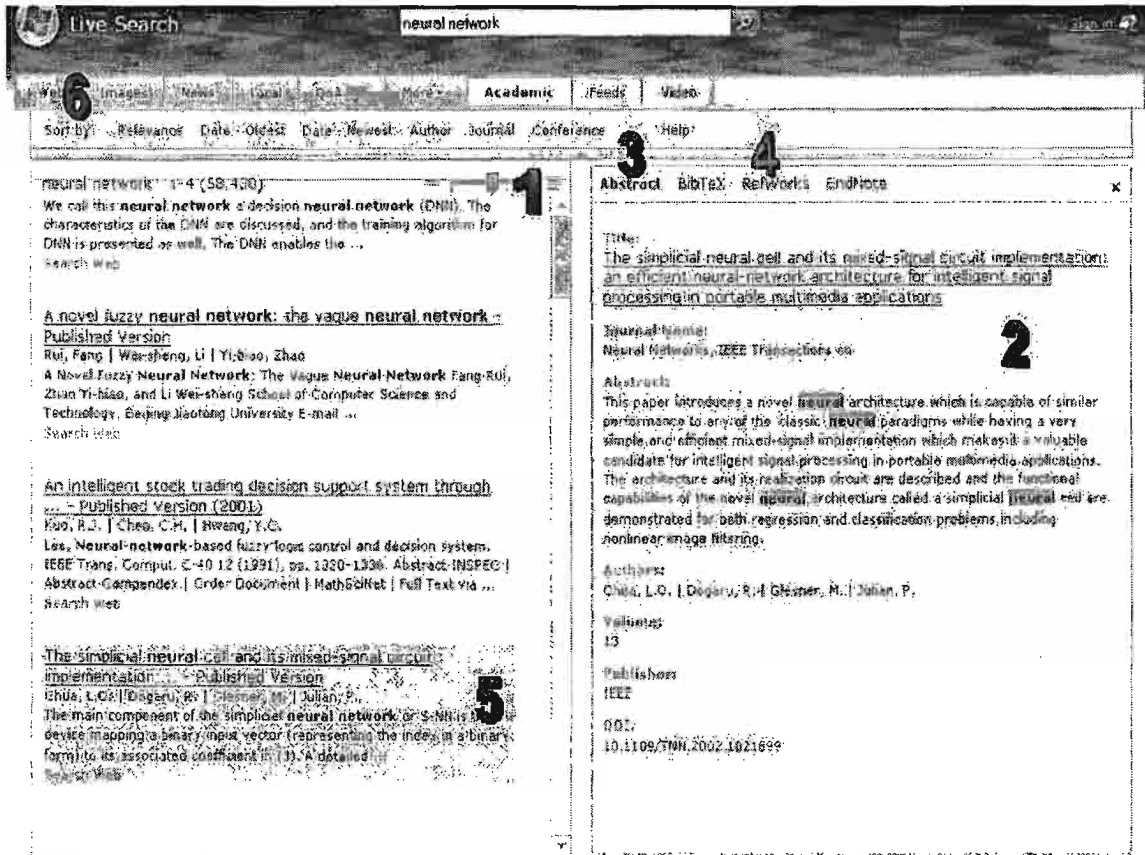 Live Search
neural network
Sign in
Web Images News Local QnA More Academic Feeds Video
6
Sort by: Relevance Date-Oldest Date-Newest Author Journal Conference Help
3
4
neural network 1-4 (58,430)
1
We call this neural network a decision neural network (DNN). The
characteristics of the DNN are discussed, and the training algorithm for
DNN is presented as well. The DNN enables the ...
Search Web
A novel fuzzy neural network: the vague neural network -
Published Version
Rui, Fang | Wei-sheng, Li | Yi-biao, Zhao
A Novel Fuzzy Neural Network: The Vague Neural Network Fang Rui,
Zhao Yi-biao, and Li Wei-sheng School of Computer Science and
Technology, Beijing Jiaotong University E-mail ...
Search Web
An intelligent stock trading decision support system through
... - Published Version (2001)
Kuo, R.J. | Chen, C.H. | Hwang, Y.C.
Lee, Neural-network-based fuzzy logic control and decision system.
IEEE Trans. Comput. C-40 12 (1991), pp. 1320–1336. Abstract-INSPEC |
Abstract-Compendex | Order Document | MathSciNet | Full Text via ...
Search Web
The simplicial neural cell and its mixed-signal circuit
implementation: ... - Published Version
Chua, L.O. | Dogaru, R. | Glesner, M. | Julian, P.
5
The main component of the simplicial neural network or S-NN is
device mapping a binary input vector (representing the index in a binary
form) to its associated coefficient in (3). A detailed
Search Web
Abstract BibTeX RefWorks EndNote x
Title:
The simplicial neural cell and its mixed-signal circuit implementation:
an efficient neural-network architecture for intelligent signal
processing in portable multimedia applications
2
Journal Name:
Neural Networks, IEEE Transactions on
Abstract:
This paper introduces a novel neural architecture which is capable of similar
performance to any of the classic neural paradigms while having a very
simple and efficient mixed-signal implementation which makes it a valuable
candidate for intelligent signal processing in portable multimedia applications.
The architecture and its realization circuit are described and the functional
capabilities of the novel neural architecture called a simplicial neural cell are
demonstrated for both regression and classification problems including
nonlinear image filtering.
Authors:
Chua, L.O. | Dogaru, R. | Glesner, M. | Julian, P.
Volume:
13
Publisher:
IEEE
DOI:
10.1109/TNN.2002.1021699